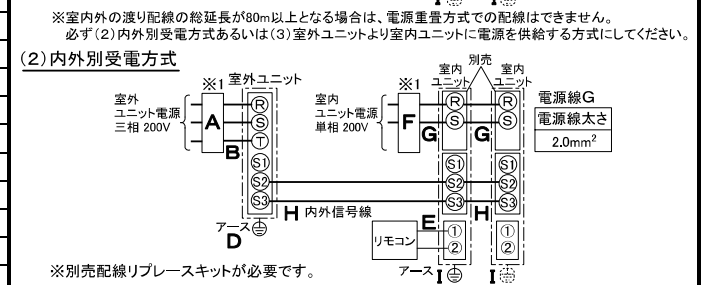 ※室内外の渡り配線の総延長が80m以上となる場合は、電源重畳方式での配線はできません。
必ず(2)内外別受電方式あるいは(3)室外ユニットより室内ユニットに電源を供給する方式にしてください。
(2)内外別受電方式
室外
ユニット電源
三相 200V
※1
A
B
室外ユニット
R
S
T
S1
S2
S3
アース
D
室内
ユニット電源
単相 200V
※1
F
G
別売
室内
ユニット
R
S
S1
S2
S3
①
②
G
室内
ユニット
R
S
S1
S2
S3
①
②
H 内外信号線
E
H
リモコン
アース I
I
電源線G
電源線太さ
2.0mm²
※別売配線リプレースキットが必要です。